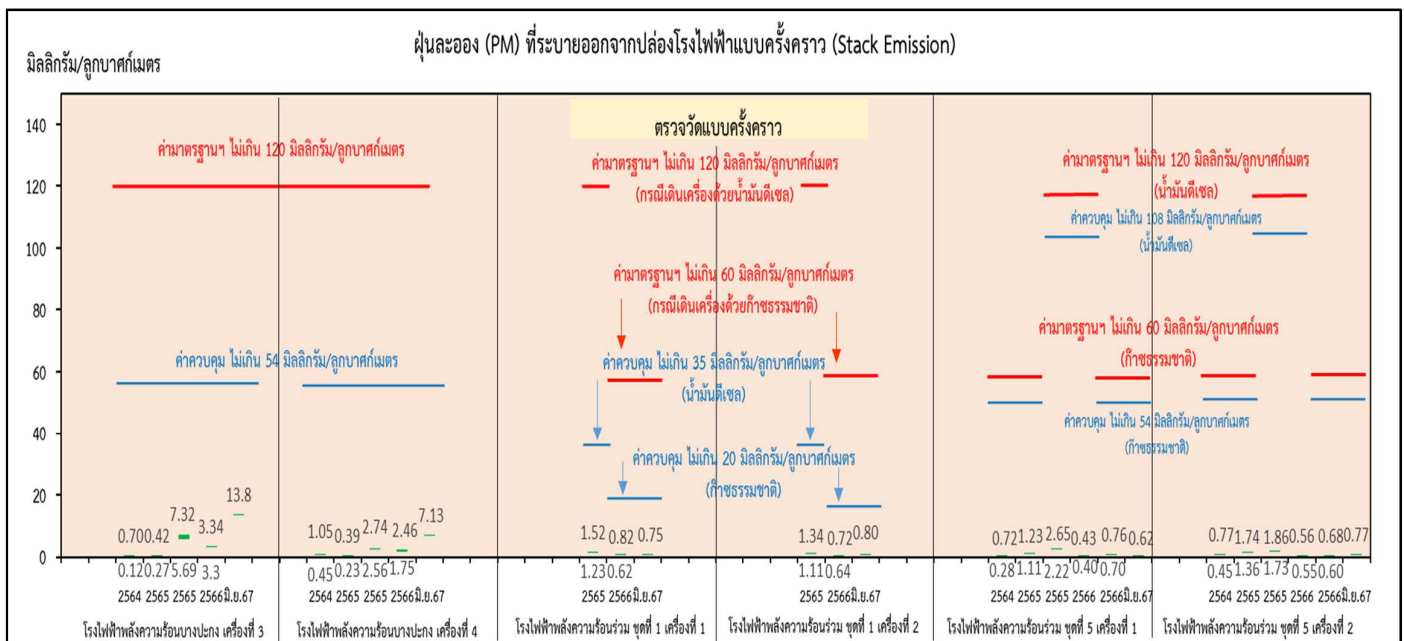 ฝุ่นละออง (PM) ที่ระบายออกจากปล่องโรงไฟฟ้าแบบครั้งคราว (Stack Emission)
มิลลิกรัม/ลูกบาศก์เมตร
140
120
100
80
60
40
20
0
ค่ามาตรฐานฯ ไม่เกิน 120 มิลลิกรัม/ลูกบาศก์เมตร
ค่าควบคุม ไม่เกิน 54 มิลลิกรัม/ลูกบาศก์เมตร
ตรวจวัดแบบครั้งคราว
ค่ามาตรฐานฯ ไม่เกิน 120 มิลลิกรัม/ลูกบาศก์เมตร
(กรณีเดินเครื่องด้วยน้ำมันดีเซล)
ค่ามาตรฐานฯ ไม่เกิน 60 มิลลิกรัม/ลูกบาศก์เมตร
(กรณีเดินเครื่องด้วยก๊าซธรรมชาติ)
ค่าควบคุม ไม่เกิน 35 มิลลิกรัม/ลูกบาศก์เมตร
(น้ำมันดีเซล)
ค่าควบคุม ไม่เกิน 20 มิลลิกรัม/ลูกบาศก์เมตร
(ก๊าซธรรมชาติ)
ค่ามาตรฐานฯ ไม่เกิน 120 มิลลิกรัม/ลูกบาศก์เมตร
(น้ำมันดีเซล)
ค่าควบคุม ไม่เกิน 108 มิลลิกรัม/ลูกบาศก์เมตร
(น้ำมันดีเซล)
ค่ามาตรฐานฯ ไม่เกิน 60 มิลลิกรัม/ลูกบาศก์เมตร
(ก๊าซธรรมชาติ)
ค่าควบคุม ไม่เกิน 54 มิลลิกรัม/ลูกบาศก์เมตร
(ก๊าซธรรมชาติ)
0.70 0.42 7.32 3.34 13.8
0.12 0.27 5.69 3.3
2564 2565 2565 2566 มิ.ย.67
โรงไฟฟ้าพลังความร้อนบางปะกง เครื่องที่ 3
1.05 0.39 2.74 2.46 7.13
0.45 0.23 2.56 1.75
2564 2565 2565 2566 มิ.ย.67
โรงไฟฟ้าพลังความร้อนบางปะกง เครื่องที่ 4
1.52 0.82 0.75
1.23 0.62
2565 2566 มิ.ย.67
โรงไฟฟ้าพลังความร้อนร่วม ชุดที่ 1 เครื่องที่ 1
1.34 0.72 0.80
1.11 0.64
2565 2566 มิ.ย.67
โรงไฟฟ้าพลังความร้อนร่วม ชุดที่ 1 เครื่องที่ 2
0.72 1.23 2.65 0.43 0.76 0.62
0.28 1.11 2.22 0.40 0.70
2564 2565 2565 2566 2566 มิ.ย.67
โรงไฟฟ้าพลังความร้อนร่วม ชุดที่ 5 เครื่องที่ 1
0.77 1.74 1.86 0.56 0.68 0.77
0.45 1.36 1.73 0.55 0.60
2564 2565 2565 2566 2566 มิ.ย.67
โรงไฟฟ้าพลังความร้อนร่วม ชุดที่ 5 เครื่องที่ 2